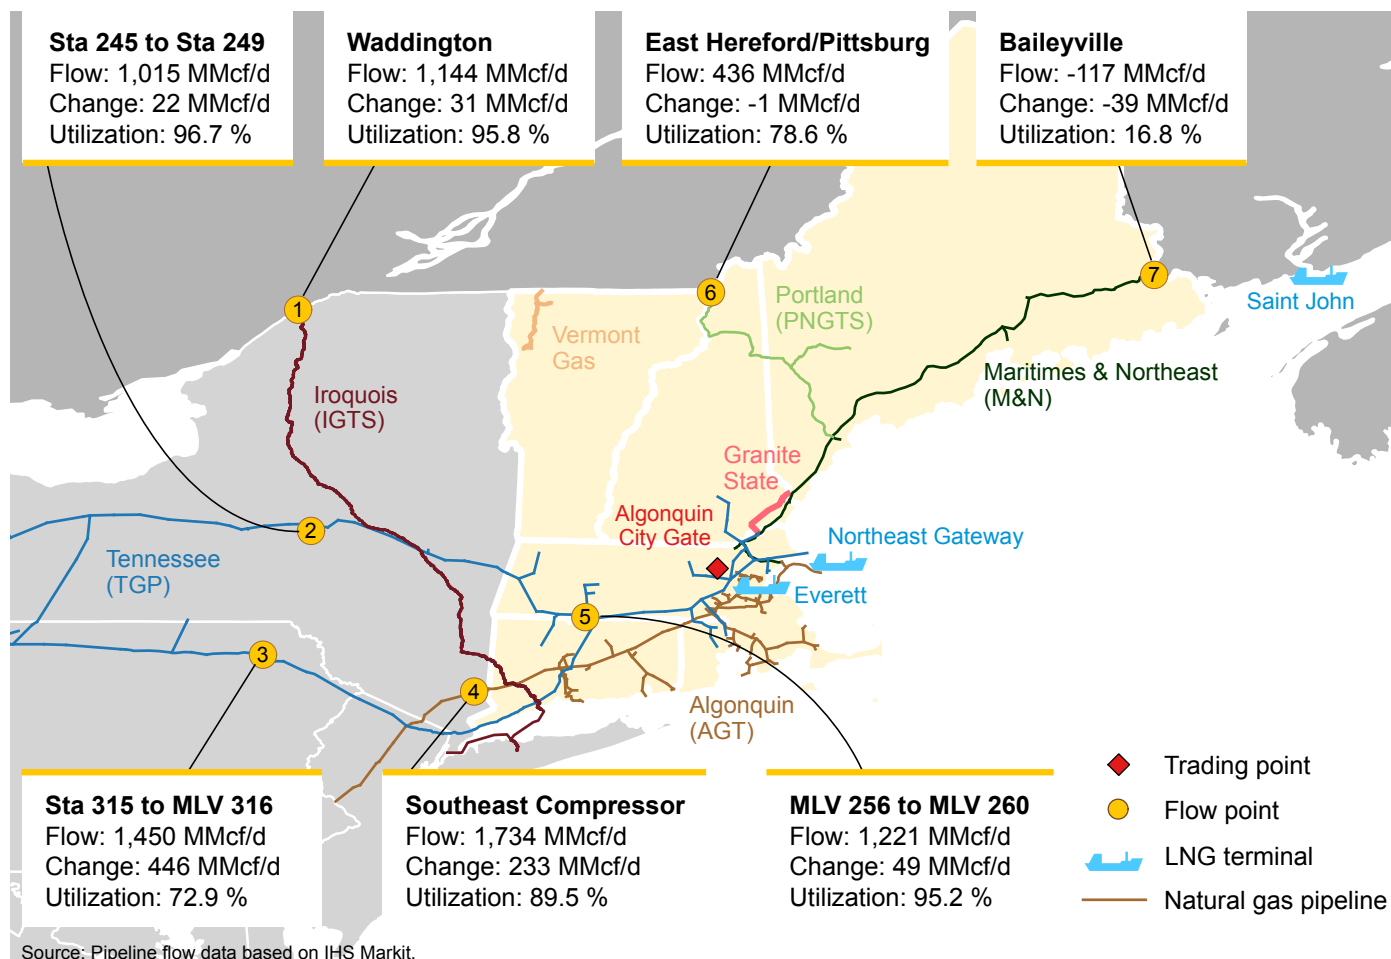 Sta 245 to Sta 249
Flow: 1,015 MMcf/d
Change: 22 MMcf/d
Utilization: 96.7 %
Waddington
Flow: 1,144 MMcf/d
Change: 31 MMcf/d
Utilization: 95.8 %
East Hereford/Pittsburg
Flow: 436 MMcf/d
Change: -1 MMcf/d
Utilization: 78.6 %
Baileyville
Flow: -117 MMcf/d
Change: -39 MMcf/d
Utilization: 16.8 %
1
6
7
Saint John
Portland
(PNGTS)
Vermont
Gas
Maritimes & Northeast
(M&N)
Iroquois
(IGTS)
Granite
State
Algonquin
City Gate
2
Northeast Gateway
Tennessee
(TGP)
Everett
5
3
4
Algonquin
(AGT)
Sta 315 to MLV 316
Flow: 1,450 MMcf/d
Change: 446 MMcf/d
Utilization: 72.9 %
Southeast Compressor
Flow: 1,734 MMcf/d
Change: 233 MMcf/d
Utilization: 89.5 %
MLV 256 to MLV 260
Flow: 1,221 MMcf/d
Change: 49 MMcf/d
Utilization: 95.2 %
Trading point
Flow point
LNG terminal
Natural gas pipeline
Source: Pipeline flow data based on IHS Markit.